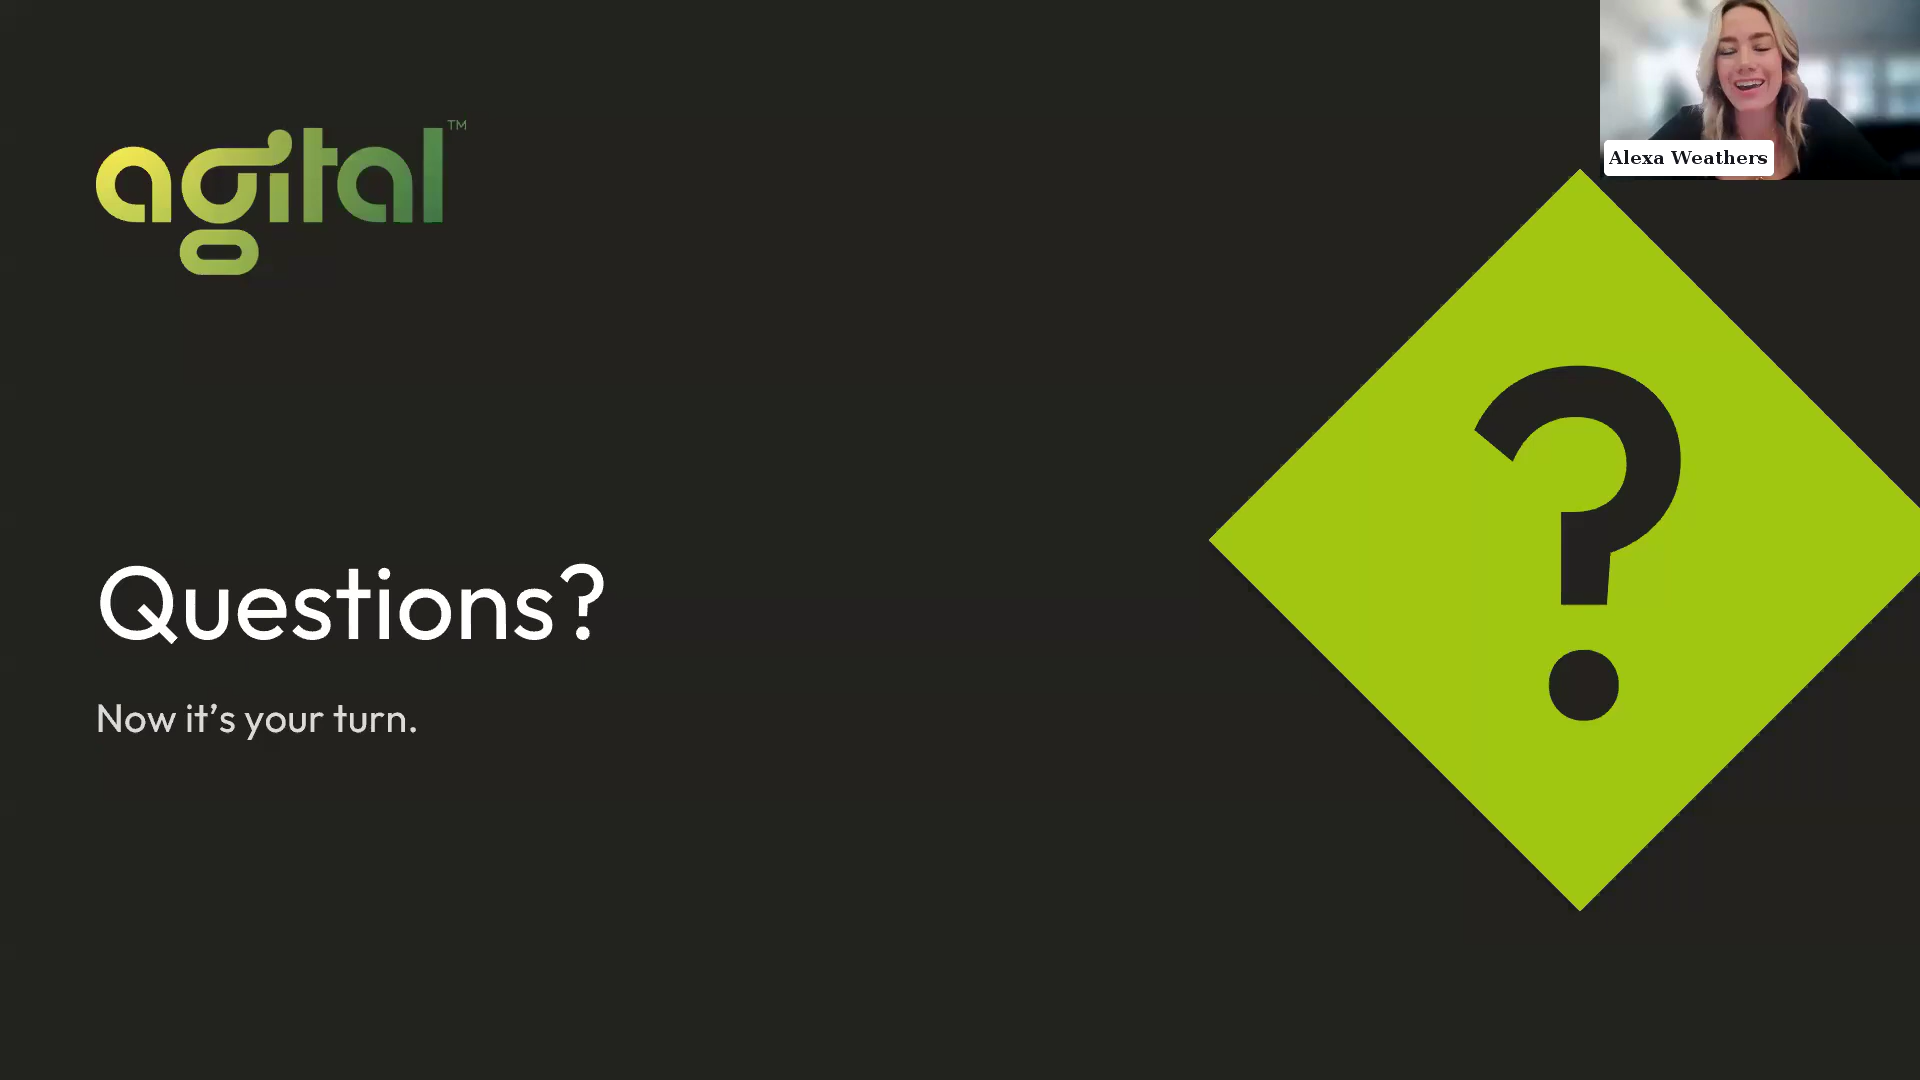 agital™
Alexa Weathers
?
Questions?
Now it’s your turn.